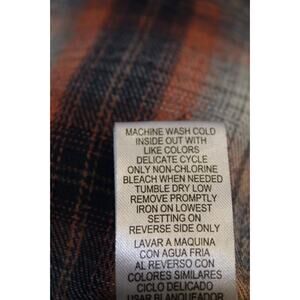 MACHINE WASH COLD
INSIDE OUT WITH
LIKE COLORS
DELICATE CYCLE
ONLY NON-CHLORINE
BLEACH WHEN NEEDED
TUMBLE DRY LOW
REMOVE PROMPTLY
IRON ON LOWEST
SETTING ON
REVERSE SIDE ONLY
LAVAR A MAQUINA
CON AGUA FRIA
AL REVERSO CON
COLORES SIMILARES
CICLO DELICADO
USAR BLANQUEADOR